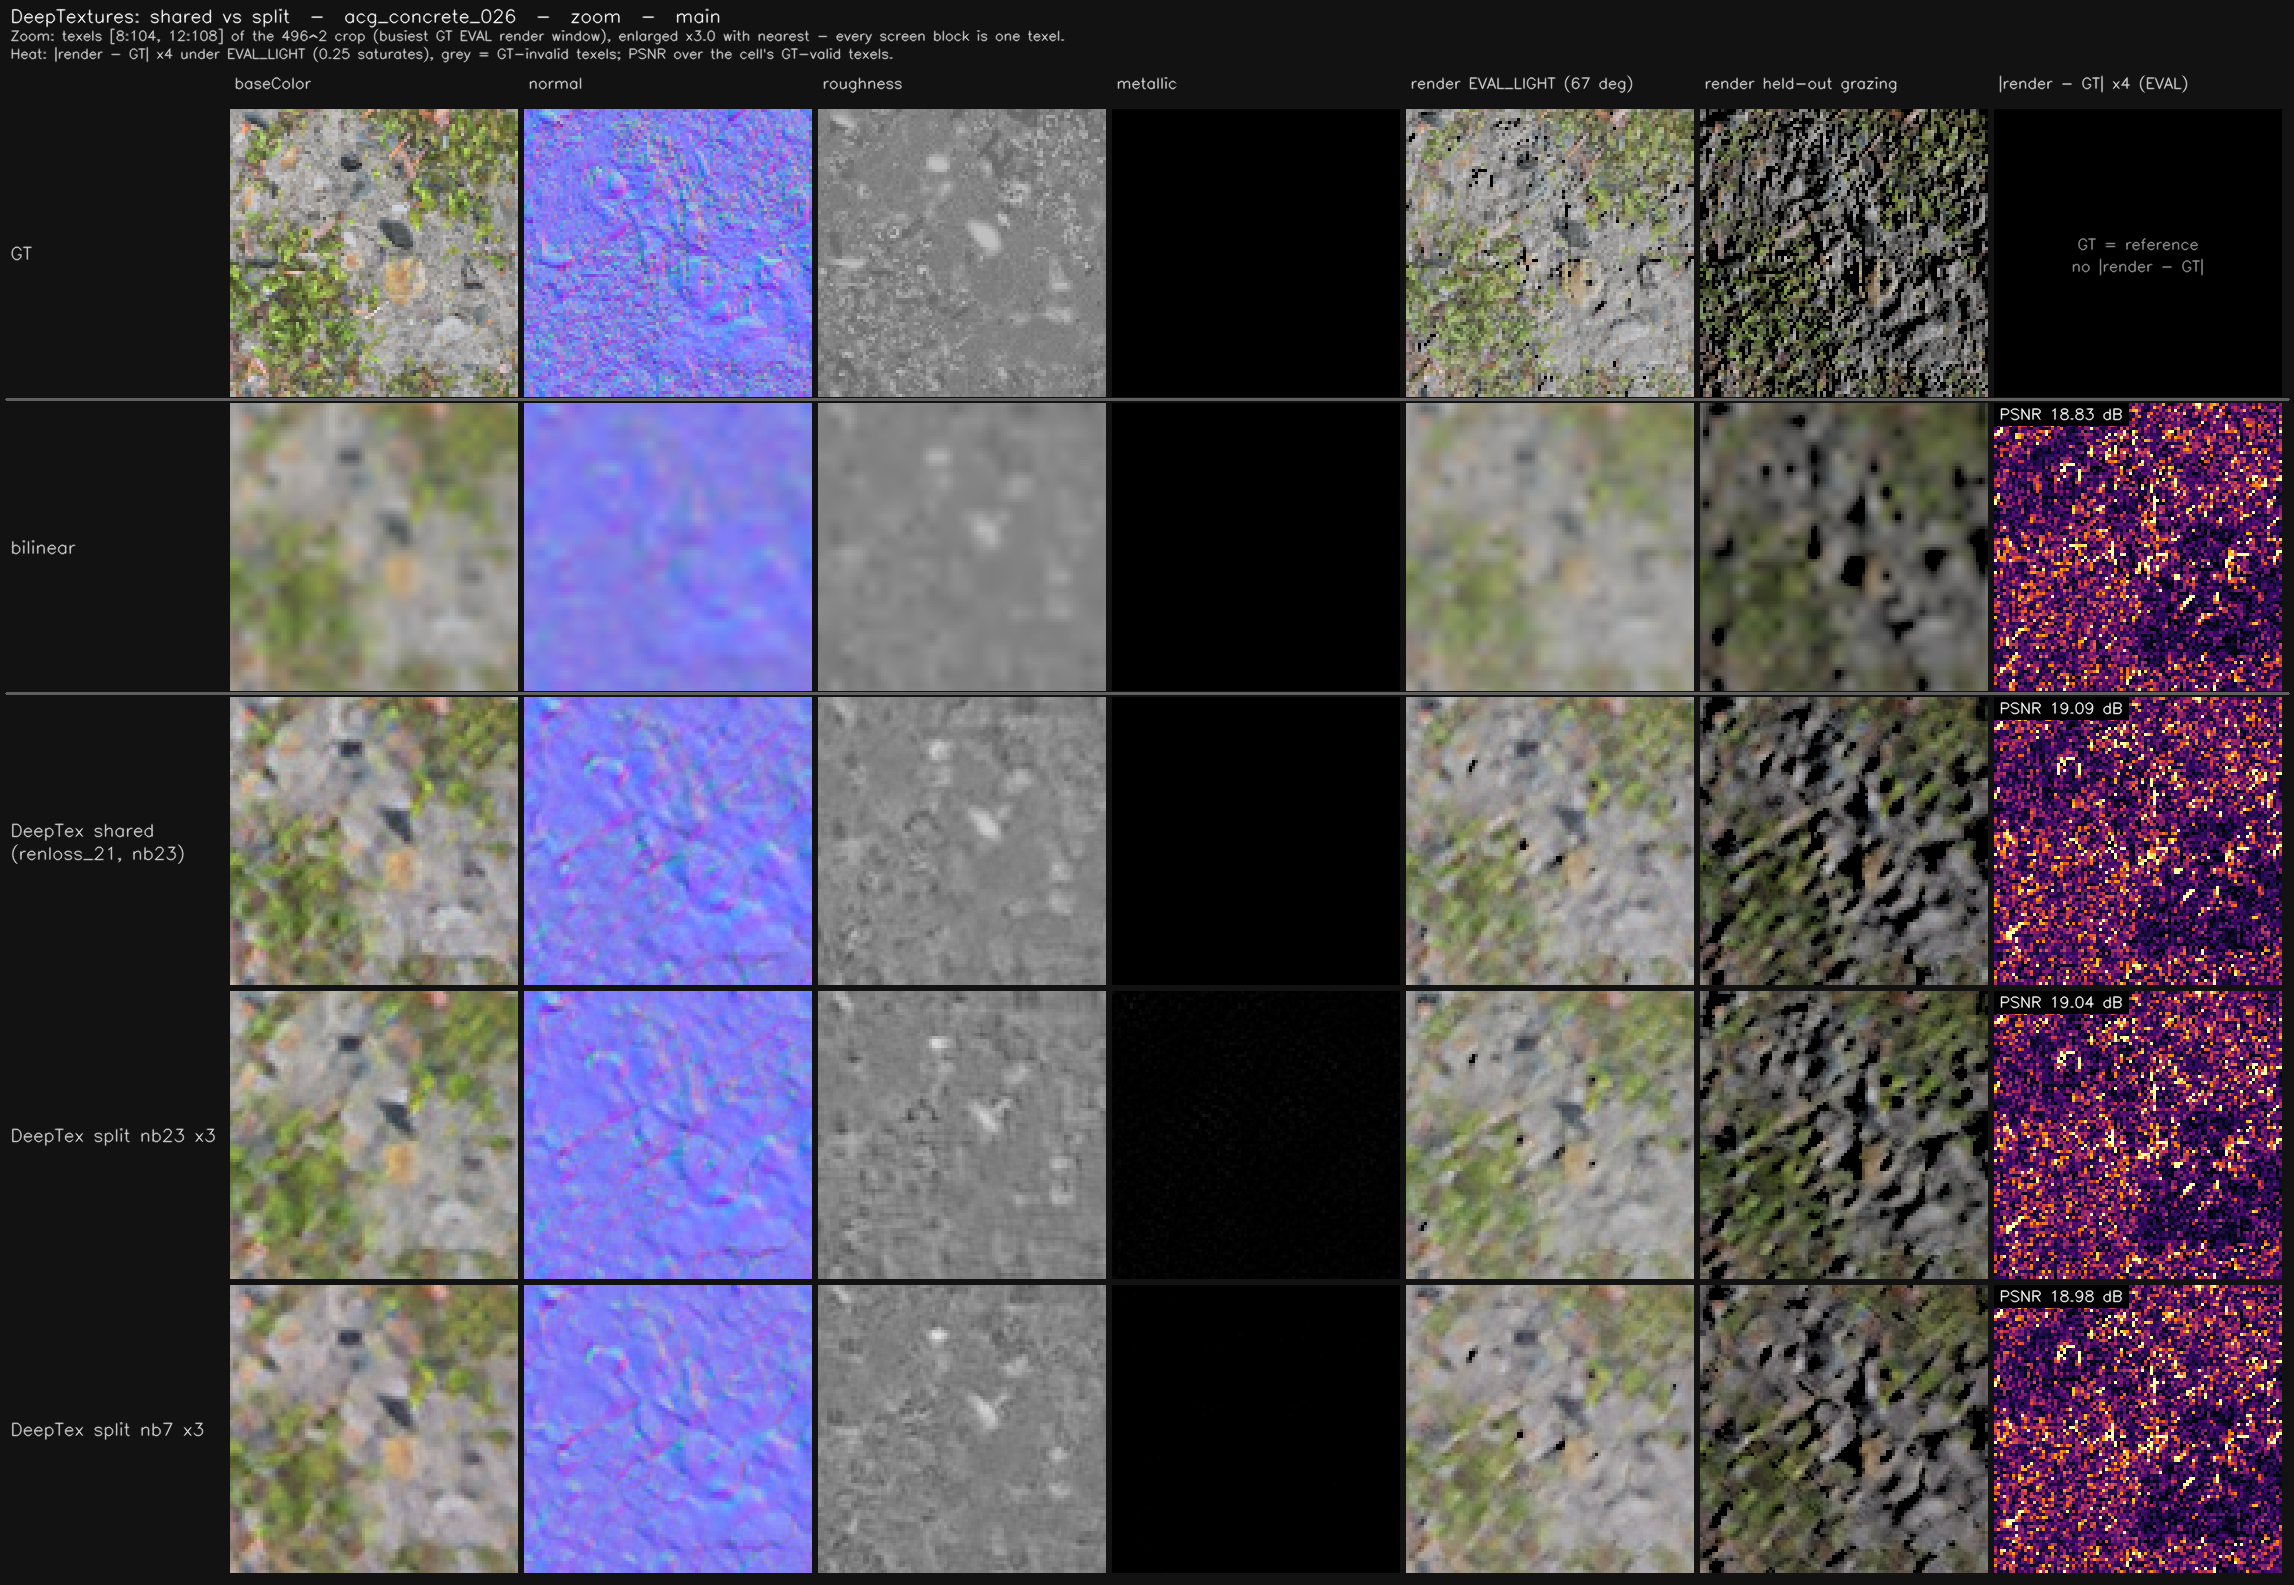 DeepTextures: shared vs split — acg_concrete_026 — zoom — main
Zoom: texels [8:104, 12:108] of the 496^2 crop (busiest GT EVAL render window), enlarged x3.0 with nearest — every screen block is one texel.
Heat: |render − GT| x4 under EVAL_LIGHT (0.25 saturates), grey = GT-invalid texels; PSNR over the cell's GT-valid texels.
baseColor normal roughness metallic render EVAL_LIGHT (67 deg) render held-out grazing |render − GT| x4 (EVAL)
GT
GT = reference
no |render − GT|
bilinear
PSNR 18.83 dB
DeepTex shared
(renloss_21, nb23)
PSNR 19.09 dB
DeepTex split nb23 x3
PSNR 19.04 dB
DeepTex split nb7 x3
PSNR 18.98 dB